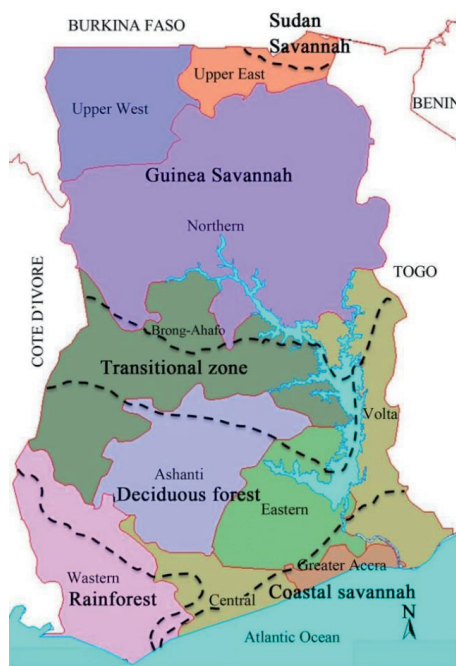 BURKINA FASO
Sudan
Savannah
Upper East
Upper West
BENIN
Guinea Savannah
Northern
TOGO
COTE D'IVORE
Brong-Ahafo
Transitional zone
Volta
Ashanti
Deciduous forest
Eastern
Greater Accra
Wastern
Rainforest
Central
Coastal savannah
N
Atlantic Ocean